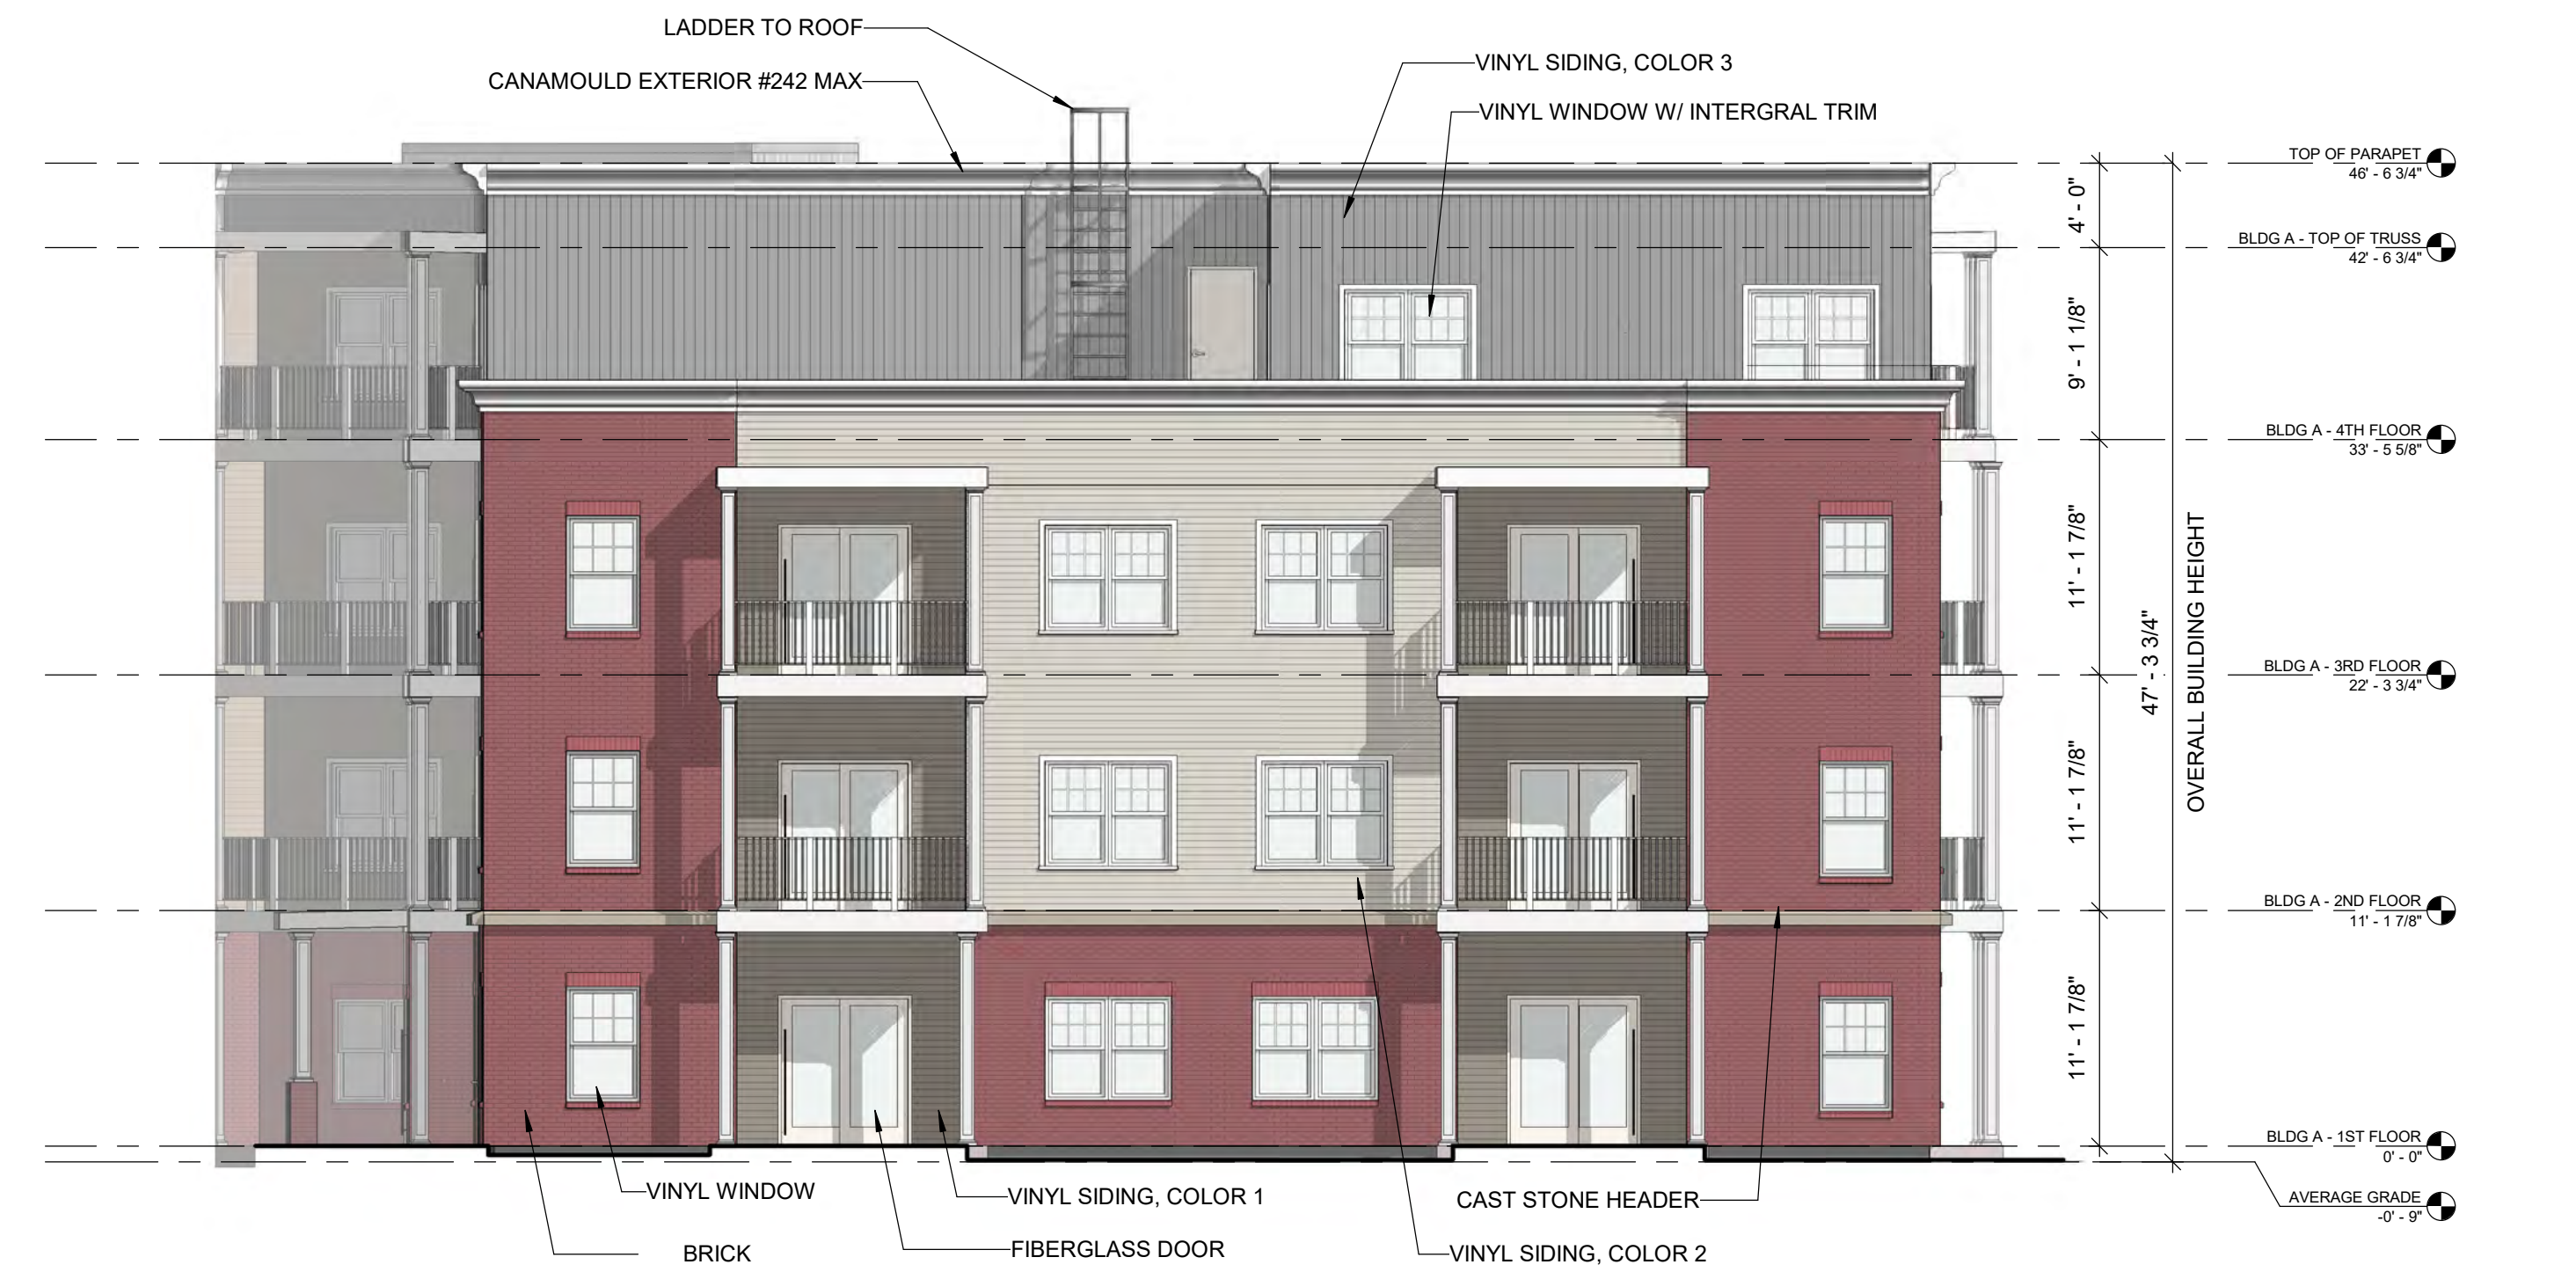 LADDER TO ROOF
CANAMOULD EXTERIOR #242 MAX
VINYL SIDING, COLOR 3
VINYL WINDOW W/ INTERGRAL TRIM
TOP OF PARAPET
46' - 6 3/4"
4' - 0"
BLDG A - TOP OF TRUSS
42' - 6 3/4"
9' - 1 1/8"
BLDG A - 4TH FLOOR
33' - 5 5/8"
11' - 1 7/8"
BLDG A - 3RD FLOOR
22' - 3 3/4"
47' - 3 3/4"
OVERALL BUILDING HEIGHT
11' - 1 7/8"
BLDG A - 2ND FLOOR
11' - 1 7/8"
11' - 1 7/8"
BLDG A - 1ST FLOOR
0' - 0"
AVERAGE GRADE
-0' - 9"
VINYL WINDOW
VINYL SIDING, COLOR 1
CAST STONE HEADER
BRICK
FIBERGLASS DOOR
VINYL SIDING, COLOR 2